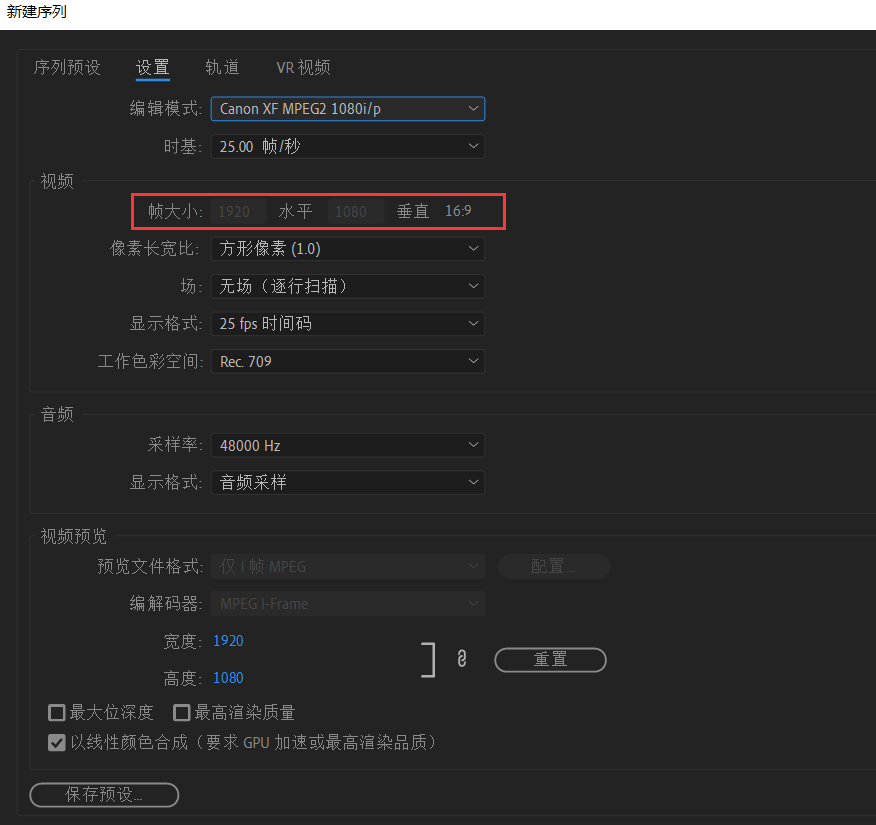 新建序列
序列预设 设置 轨道 VR 视频
编辑模式: Canon XF MPEG2 1080i/p
时基: 25.00 帧/秒
视频
帧大小: 1920 水平 1080 垂直 16:9
像素长宽比: 方形像素 (1.0)
场: 无场（逐行扫描）
显示格式: 25 fps 时间码
工作色彩空间: Rec. 709
音频
采样率: 48000 Hz
显示格式: 音频采样
视频预览
预览文件格式: 仅 I 帧 MPEG 配置...
编解码器: MPEG I-Frame
宽度: 1920
高度: 1080
重置
最大位深度 最高渲染质量
以线性颜色合成（要求 GPU 加速或最高渲染品质）
保存预设...